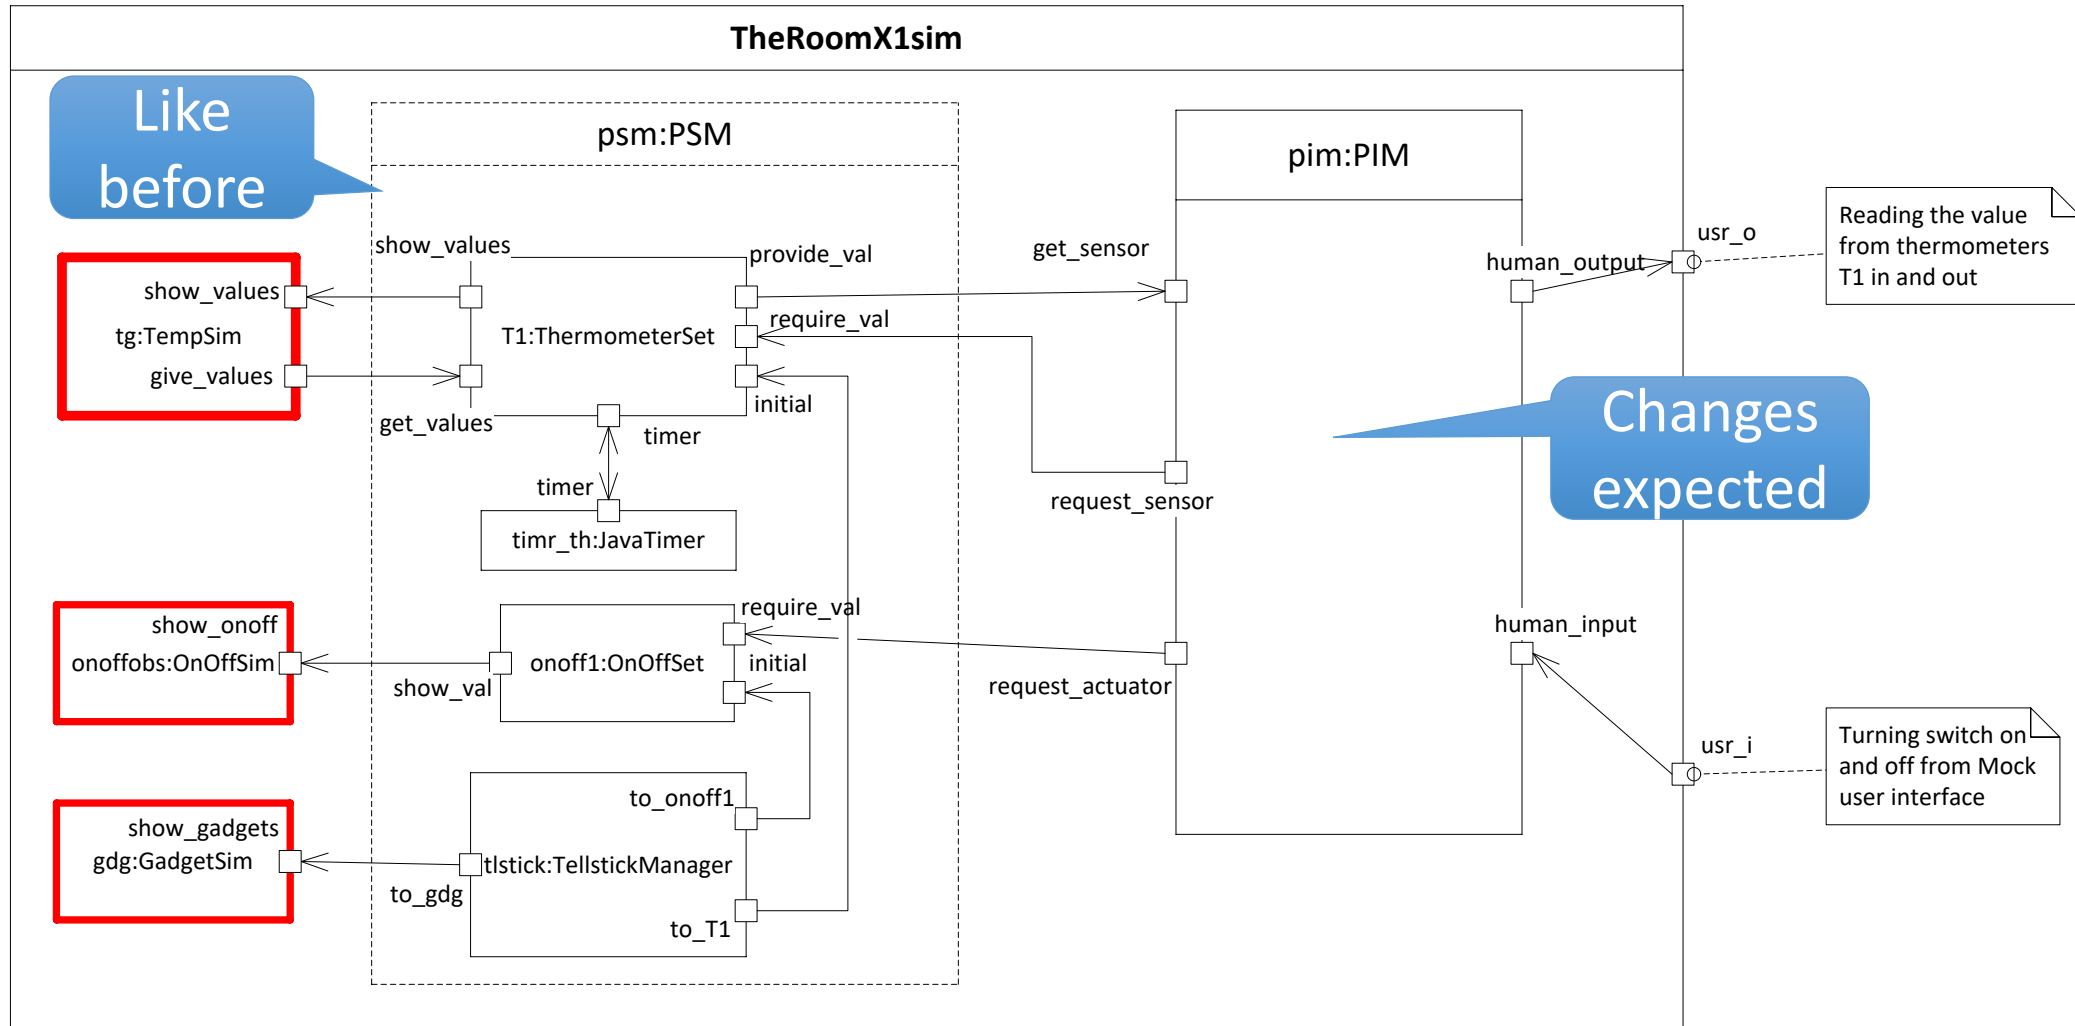 TheRoomX1sim
Like
before
psm:PSM
pim:PIM
Reading the value
from thermometers
T1 in and out
usr_o
show_values
provide_val
get_sensor
human_output
show_values
tg:TempSim
give_values
T1:ThermometerSet
require_val
initial
get_values
timer
Changes
expected
timer
timr_th:JavaTimer
request_sensor
show_onoff
onoffobs:OnOffSim
require_val
onoff1:OnOffSet
initial
show_val
request_actuator
human_input
usr_i
Turning switch on
and off from Mock
user interface
show_gadgets
gdg:GadgetSim
to_onoff1
tlstick:TellstickManager
to_gdg
to_T1